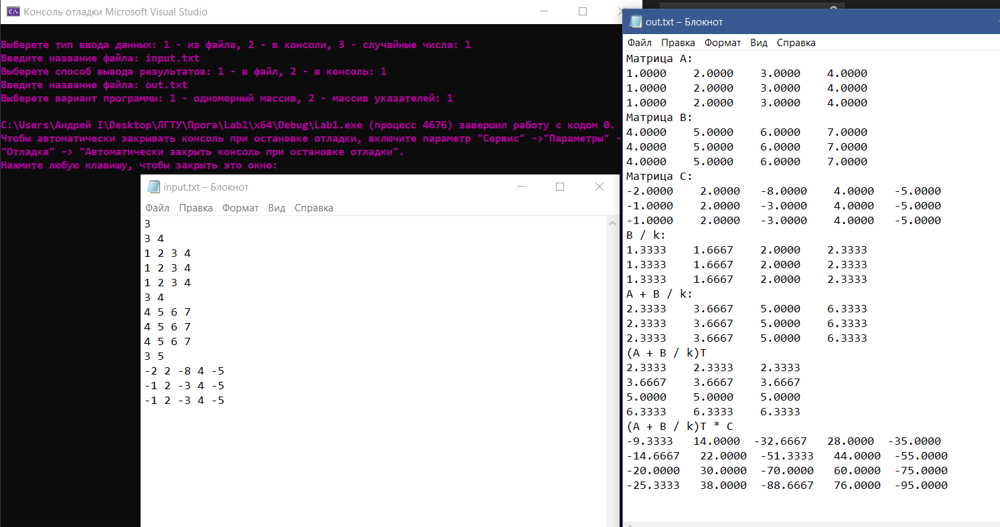 Консоль отладки Microsoft Visual Studio
Выберете тип ввода данных: 1 - из файла, 2 - в консоли, 3 - случайные числа: 1
Введите название файла: input.txt
Выберете способ вывода результатов: 1 - в файл, 2 - в консоль: 1
Введите название файла: out.txt
Выберете вариант программы: 1 - одномерный массив, 2 - массив указателей: 1
C:\Users\Андрей I\Desktop\ЛГТУ\Прога\Lab1\x64\Debug\Lab1.exe (процесс 4676) завершил работу с кодом 0.
Чтобы автоматически закрывать консоль при остановке отладки, включите параметр "Сервис" ->"Параметры" -
"Отладка" -> "Автоматически закрыть консоль при остановке отладки".
Нажмите любую клавишу, чтобы закрыть это окно:
input.txt – Блокнот
Файл Правка Формат Вид Справка
3
3 4
1 2 3 4
1 2 3 4
1 2 3 4
3 4
4 5 6 7
4 5 6 7
4 5 6 7
3 5
-2 2 -8 4 -5
-1 2 -3 4 -5
-1 2 -3 4 -5
out.txt – Блокнот
Файл Правка Формат Вид Справка
Матрица A:
1.0000 2.0000 3.0000 4.0000
1.0000 2.0000 3.0000 4.0000
1.0000 2.0000 3.0000 4.0000
Матрица B:
4.0000 5.0000 6.0000 7.0000
4.0000 5.0000 6.0000 7.0000
4.0000 5.0000 6.0000 7.0000
Матрица C:
-2.0000 2.0000 -8.0000 4.0000 -5.0000
-1.0000 2.0000 -3.0000 4.0000 -5.0000
-1.0000 2.0000 -3.0000 4.0000 -5.0000
B / k:
1.3333 1.6667 2.0000 2.3333
1.3333 1.6667 2.0000 2.3333
1.3333 1.6667 2.0000 2.3333
A + B / k:
2.3333 3.6667 5.0000 6.3333
2.3333 3.6667 5.0000 6.3333
2.3333 3.6667 5.0000 6.3333
(A + B / k)T
2.3333 2.3333 2.3333
3.6667 3.6667 3.6667
5.0000 5.0000 5.0000
6.3333 6.3333 6.3333
(A + B / k)T * C
-9.3333 14.0000 -32.6667 28.0000 -35.0000
-14.6667 22.0000 -51.3333 44.0000 -55.0000
-20.0000 30.0000 -70.0000 60.0000 -75.0000
-25.3333 38.0000 -88.6667 76.0000 -95.0000